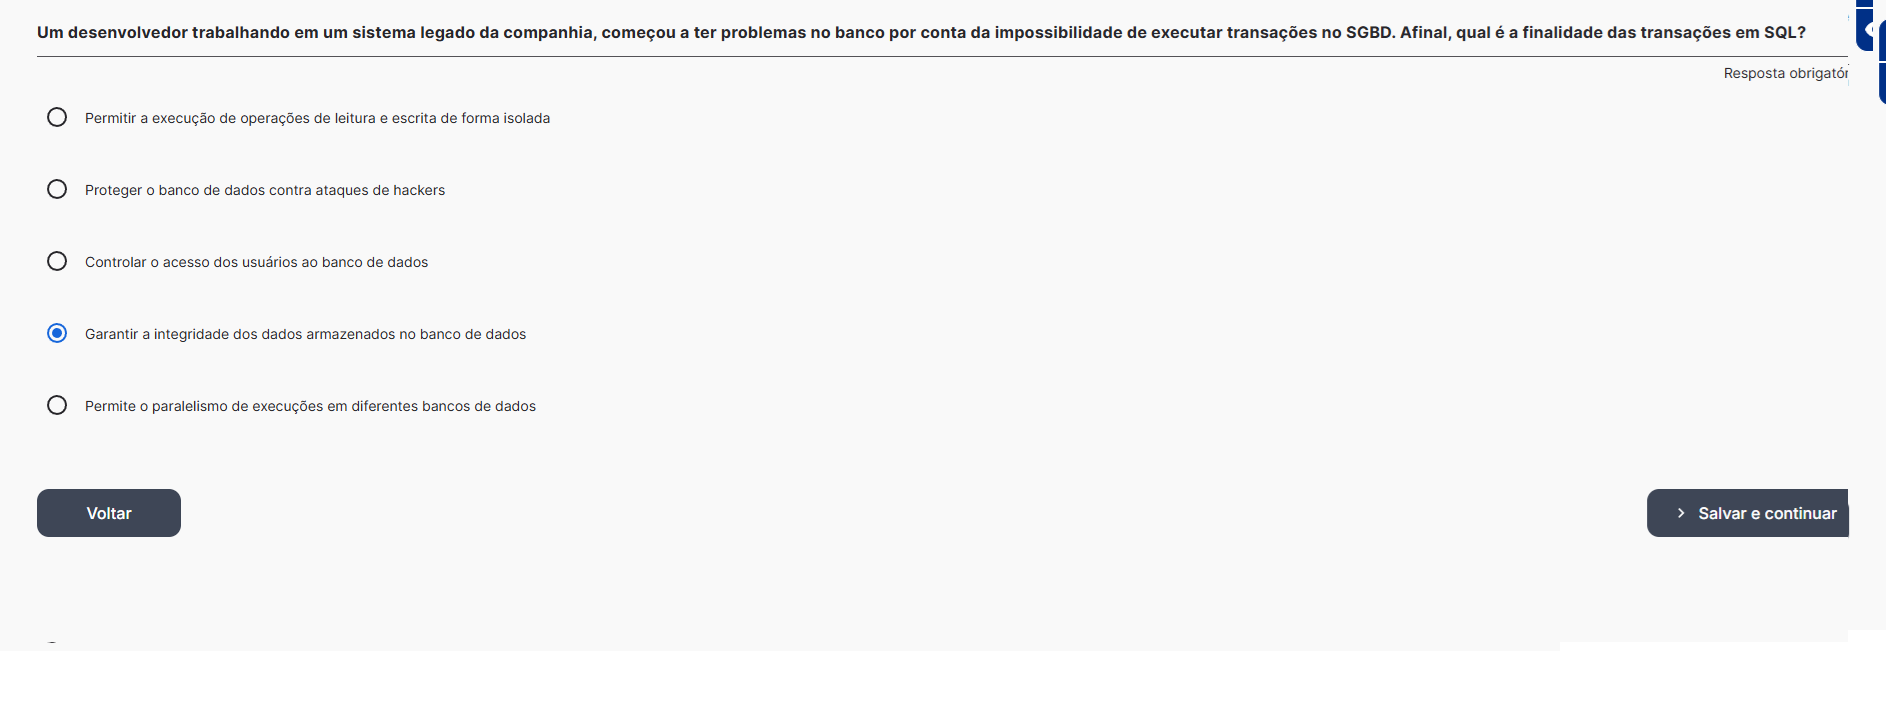 Um desenvolvedor trabalhando em um sistema legado da companhia, começou a ter problemas no banco por conta da impossibilidade de executar transações no SGBD. Afinal, qual é a finalidade das transações em SQL?
Resposta obrigatór
Permitir a execução de operações de leitura e escrita de forma isolada
Proteger o banco de dados contra ataques de hackers
Controlar o acesso dos usuários ao banco de dados
Garantir a integridade dos dados armazenados no banco de dados
Permite o paralelismo de execuções em diferentes bancos de dados
Voltar
Salvar e continuar